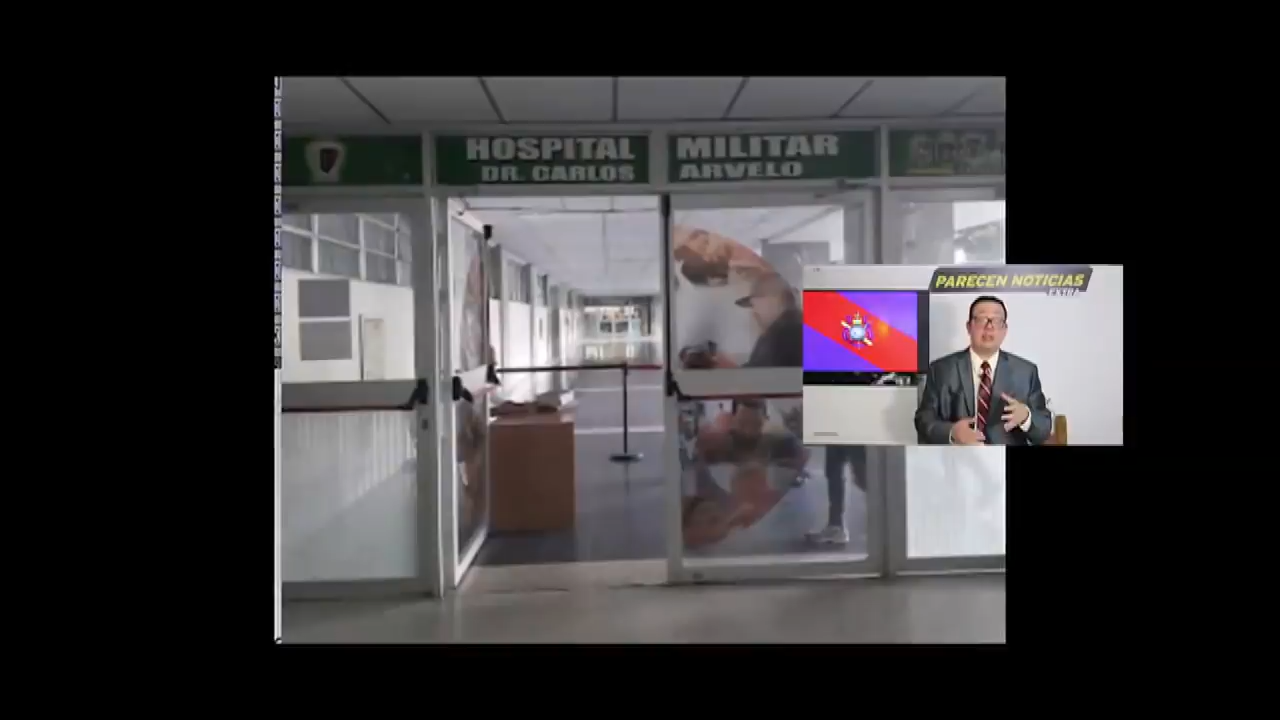 HOSPITAL MILITAR
DR. CARLOS ARVELO
PARECEN NOTICIAS
EXTRA